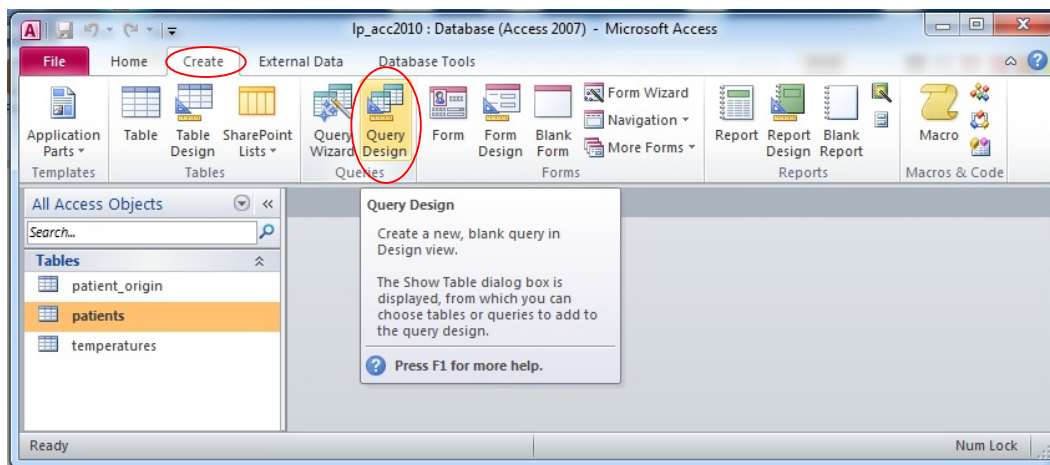 A
lp_acc2010 : Database (Access 2007) - Microsoft Access
File Home Create External Data Database Tools
Application Parts
Table
Table Design
SharePoint Lists
Query Wizard
Query Design
Form
Form Design
Blank Form
Form Wizard
Navigation
More Forms
Report
Report Design
Blank Report
Macro
Templates Tables Queries Forms Reports Macros & Code
All Access Objects
Search...
Tables
patient_origin
patients
temperatures
Query Design
Create a new, blank query in
Design view.
The Show Table dialog box is
displayed, from which you can
choose tables or queries to add to
the query design.
Press F1 for more help.
Ready Num Lock